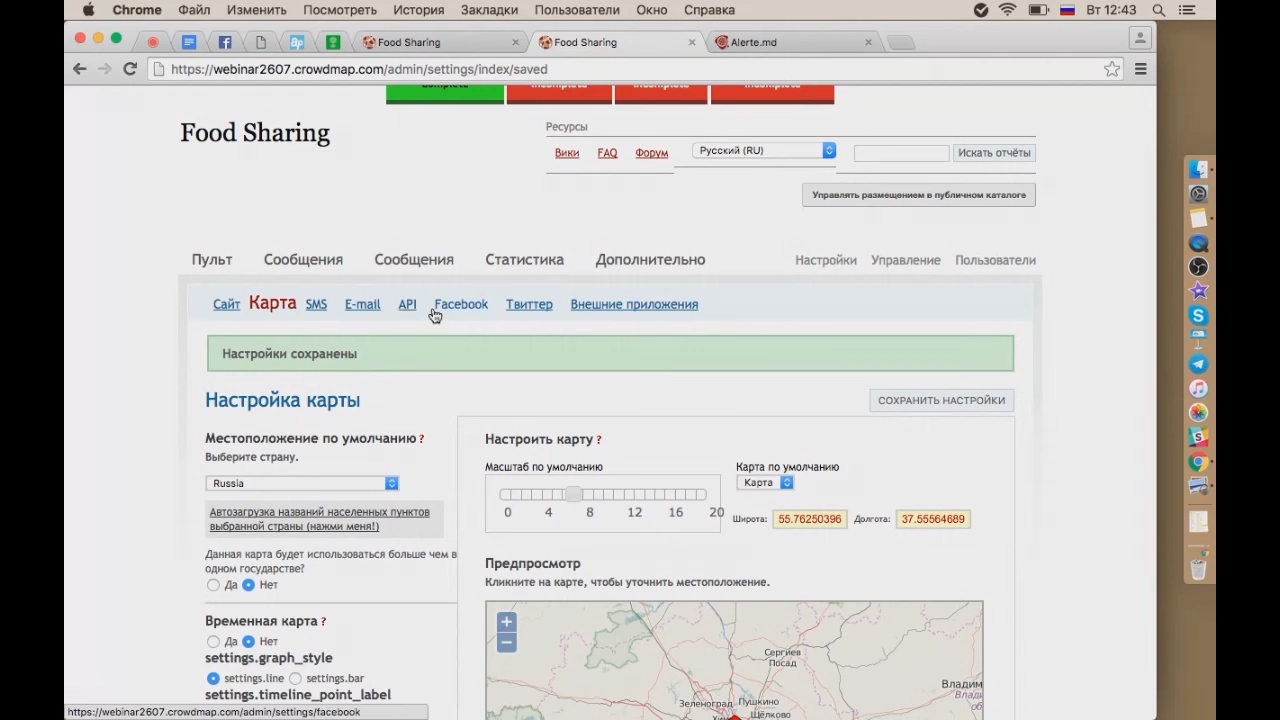 Chrome Файл Изменить Посмотреть История Закладки Пользователи Окно Справка Вт 12:43
Food Sharing Food Sharing Alerte.md
https://webinar2607.crowdmap.com/admin/settings/index/saved
Food Sharing
Ресурсы
Вики FAQ Форум Русский (RU) Искать отчёты
Управлять размещением в публичном каталоге
Пульт Сообщения Сообщения Статистика Дополнительно Настройки Управление Пользователи
Сайт Карта SMS E-mail API Facebook Твиттер Внешние приложения
Настройки сохранены
Настройка карты СОХРАНИТЬ НАСТРОЙКИ
Местоположение по умолчанию ?
Выберите страну.
Russia
Автозагрузка названий населенных пунктов
выбранной страны (нажми меня!)
Данная карта будет использоваться больше чем в
одном государстве?
Да Нет
Временная карта ?
Да Нет
settings.graph_style
settings.line settings.bar
settings.timeline_point_label
Настроить карту ?
Масштаб по умолчанию Карта по умолчанию
Карта
0 4 8 12 16 20
Широта: 55.76250396 Долгота: 37.55564689
Предпросмотр
Кликните на карте, чтобы уточнить местоположение.
+
−
Сергиев
Посад
Владим
Зеленоград Пушкино
Щёлково
https://webinar2607.crowdmap.com/admin/settings/facebook